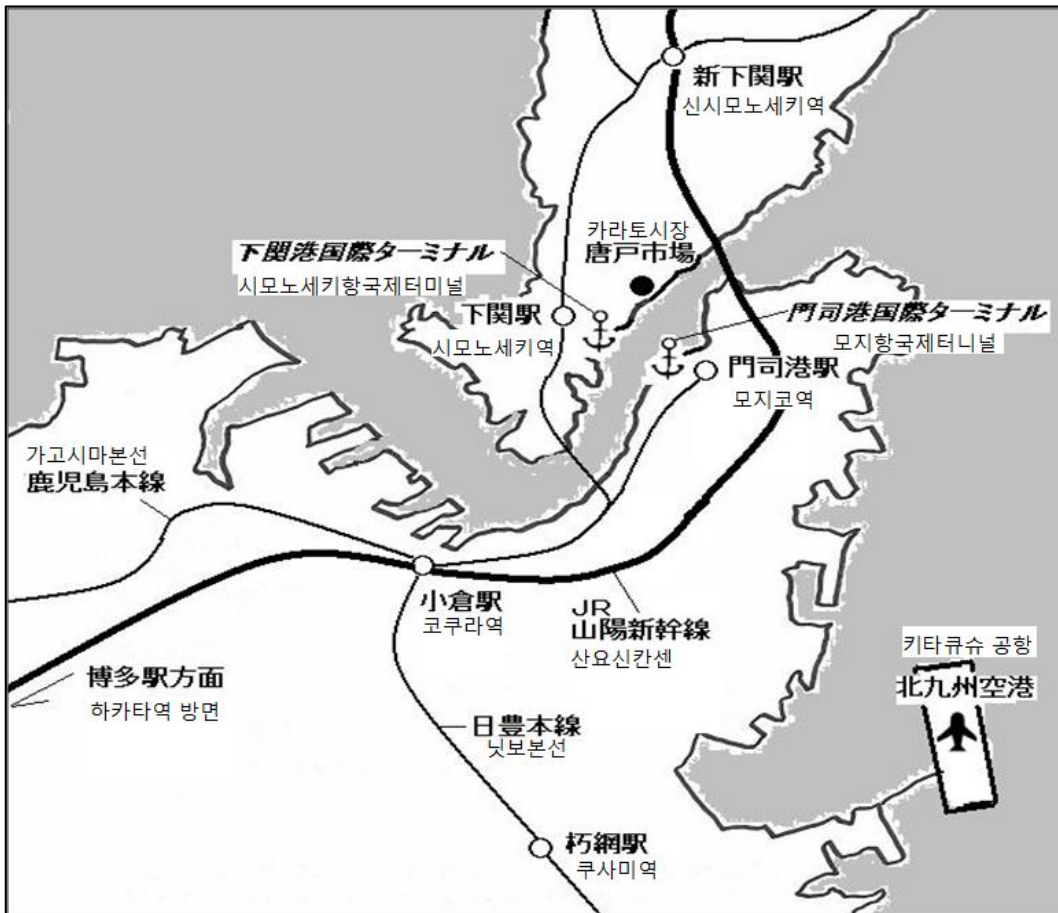 新下関駅
신시모노세키역
카라토시장
唐戸市場
下関港国際ターミナル
시모노세키항국제터미널
下関駅
시모노세키역
門司港国際ターミナル
모지항국제터니널
門司港駅
모지코역
가고시마본선
鹿児島本線
小倉駅
코쿠라역
JR
山陽新幹線
산요신칸센
키타큐슈 공항
北九州空港
博多駅方面
하카타역 방면
日豊本線
닛보본선
朽網駅
쿠사미역